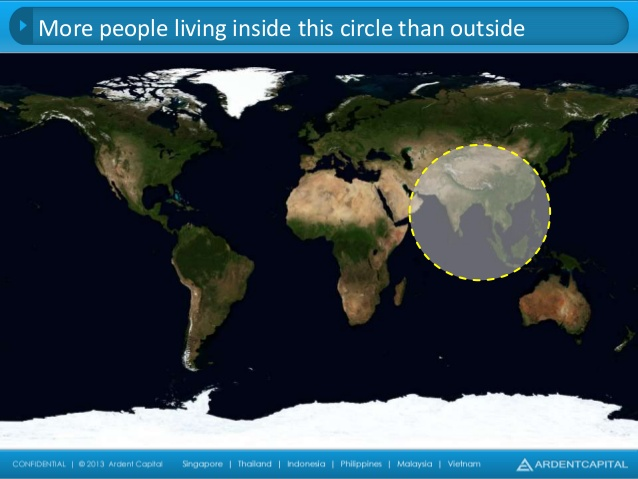 More people living inside this circle than outside
CONFIDENTIAL | © 2013 Ardent Capital Singapore | Thailand | Indonesia | Philippines | Malaysia | Vietnam ARDENTCAPITAL